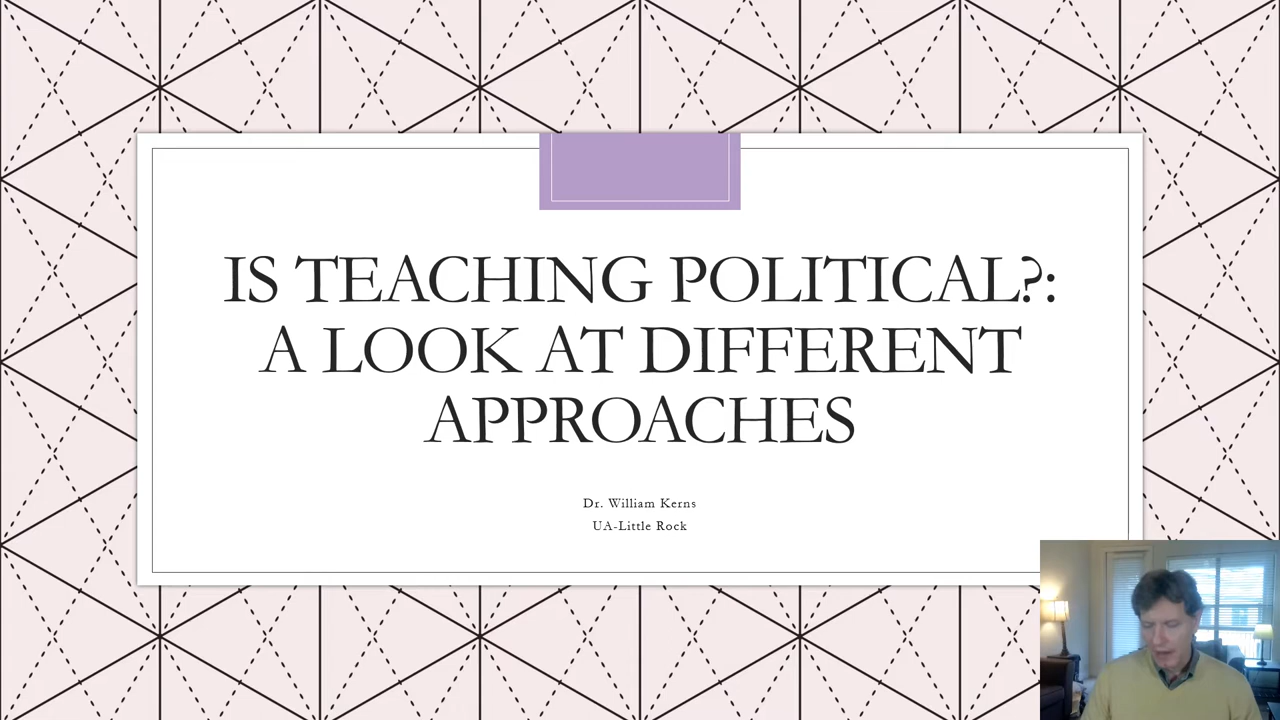 IS TEACHING POLITICAL?:
A LOOK AT DIFFERENT
APPROACHES
Dr. William Kerns
UA-Little Rock